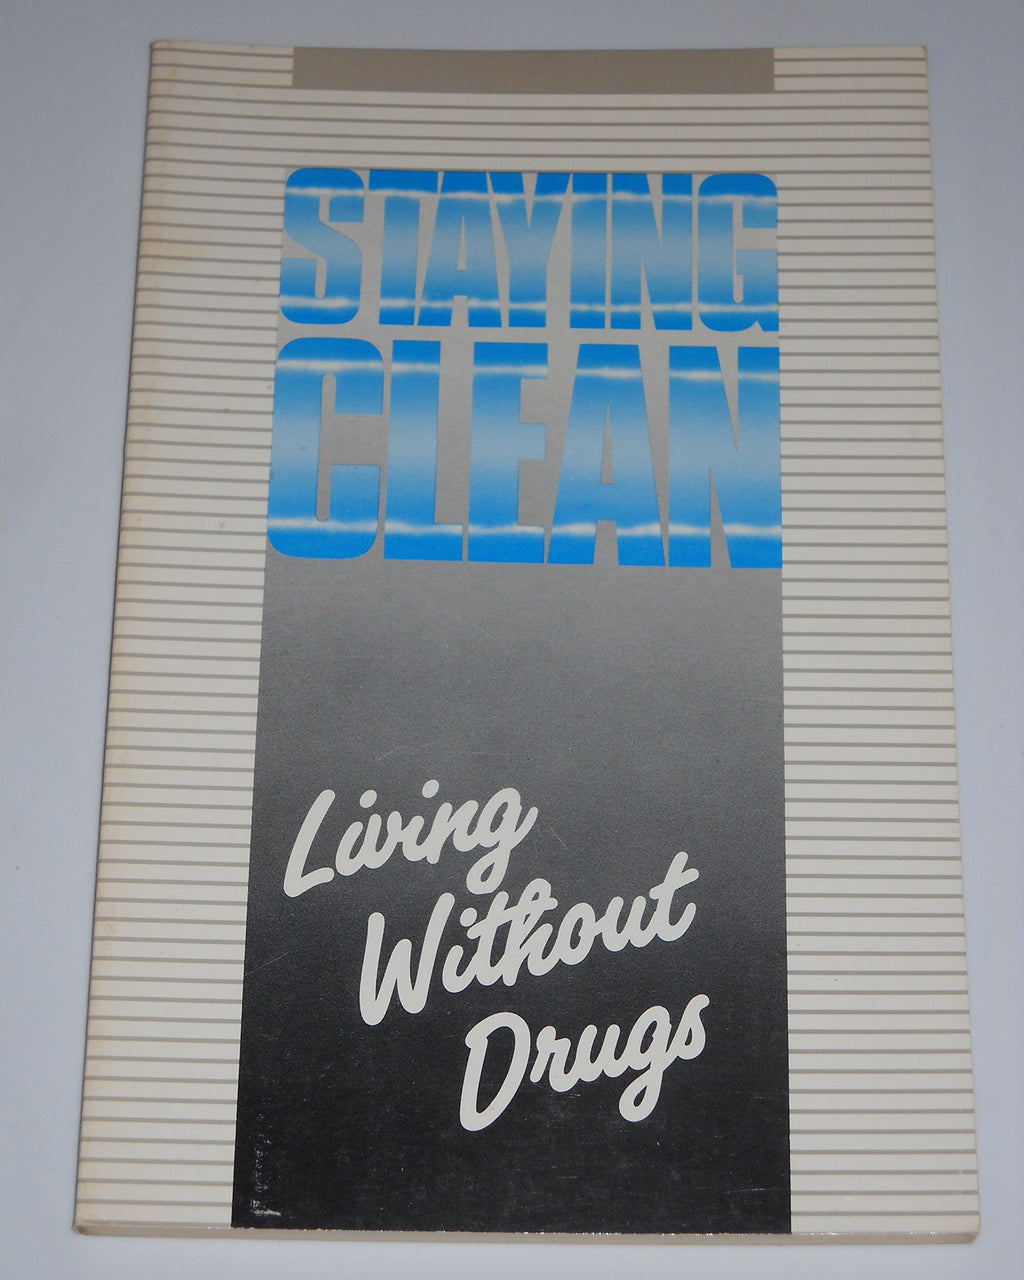 STAYING
CLEAN
Living
Without
Drugs